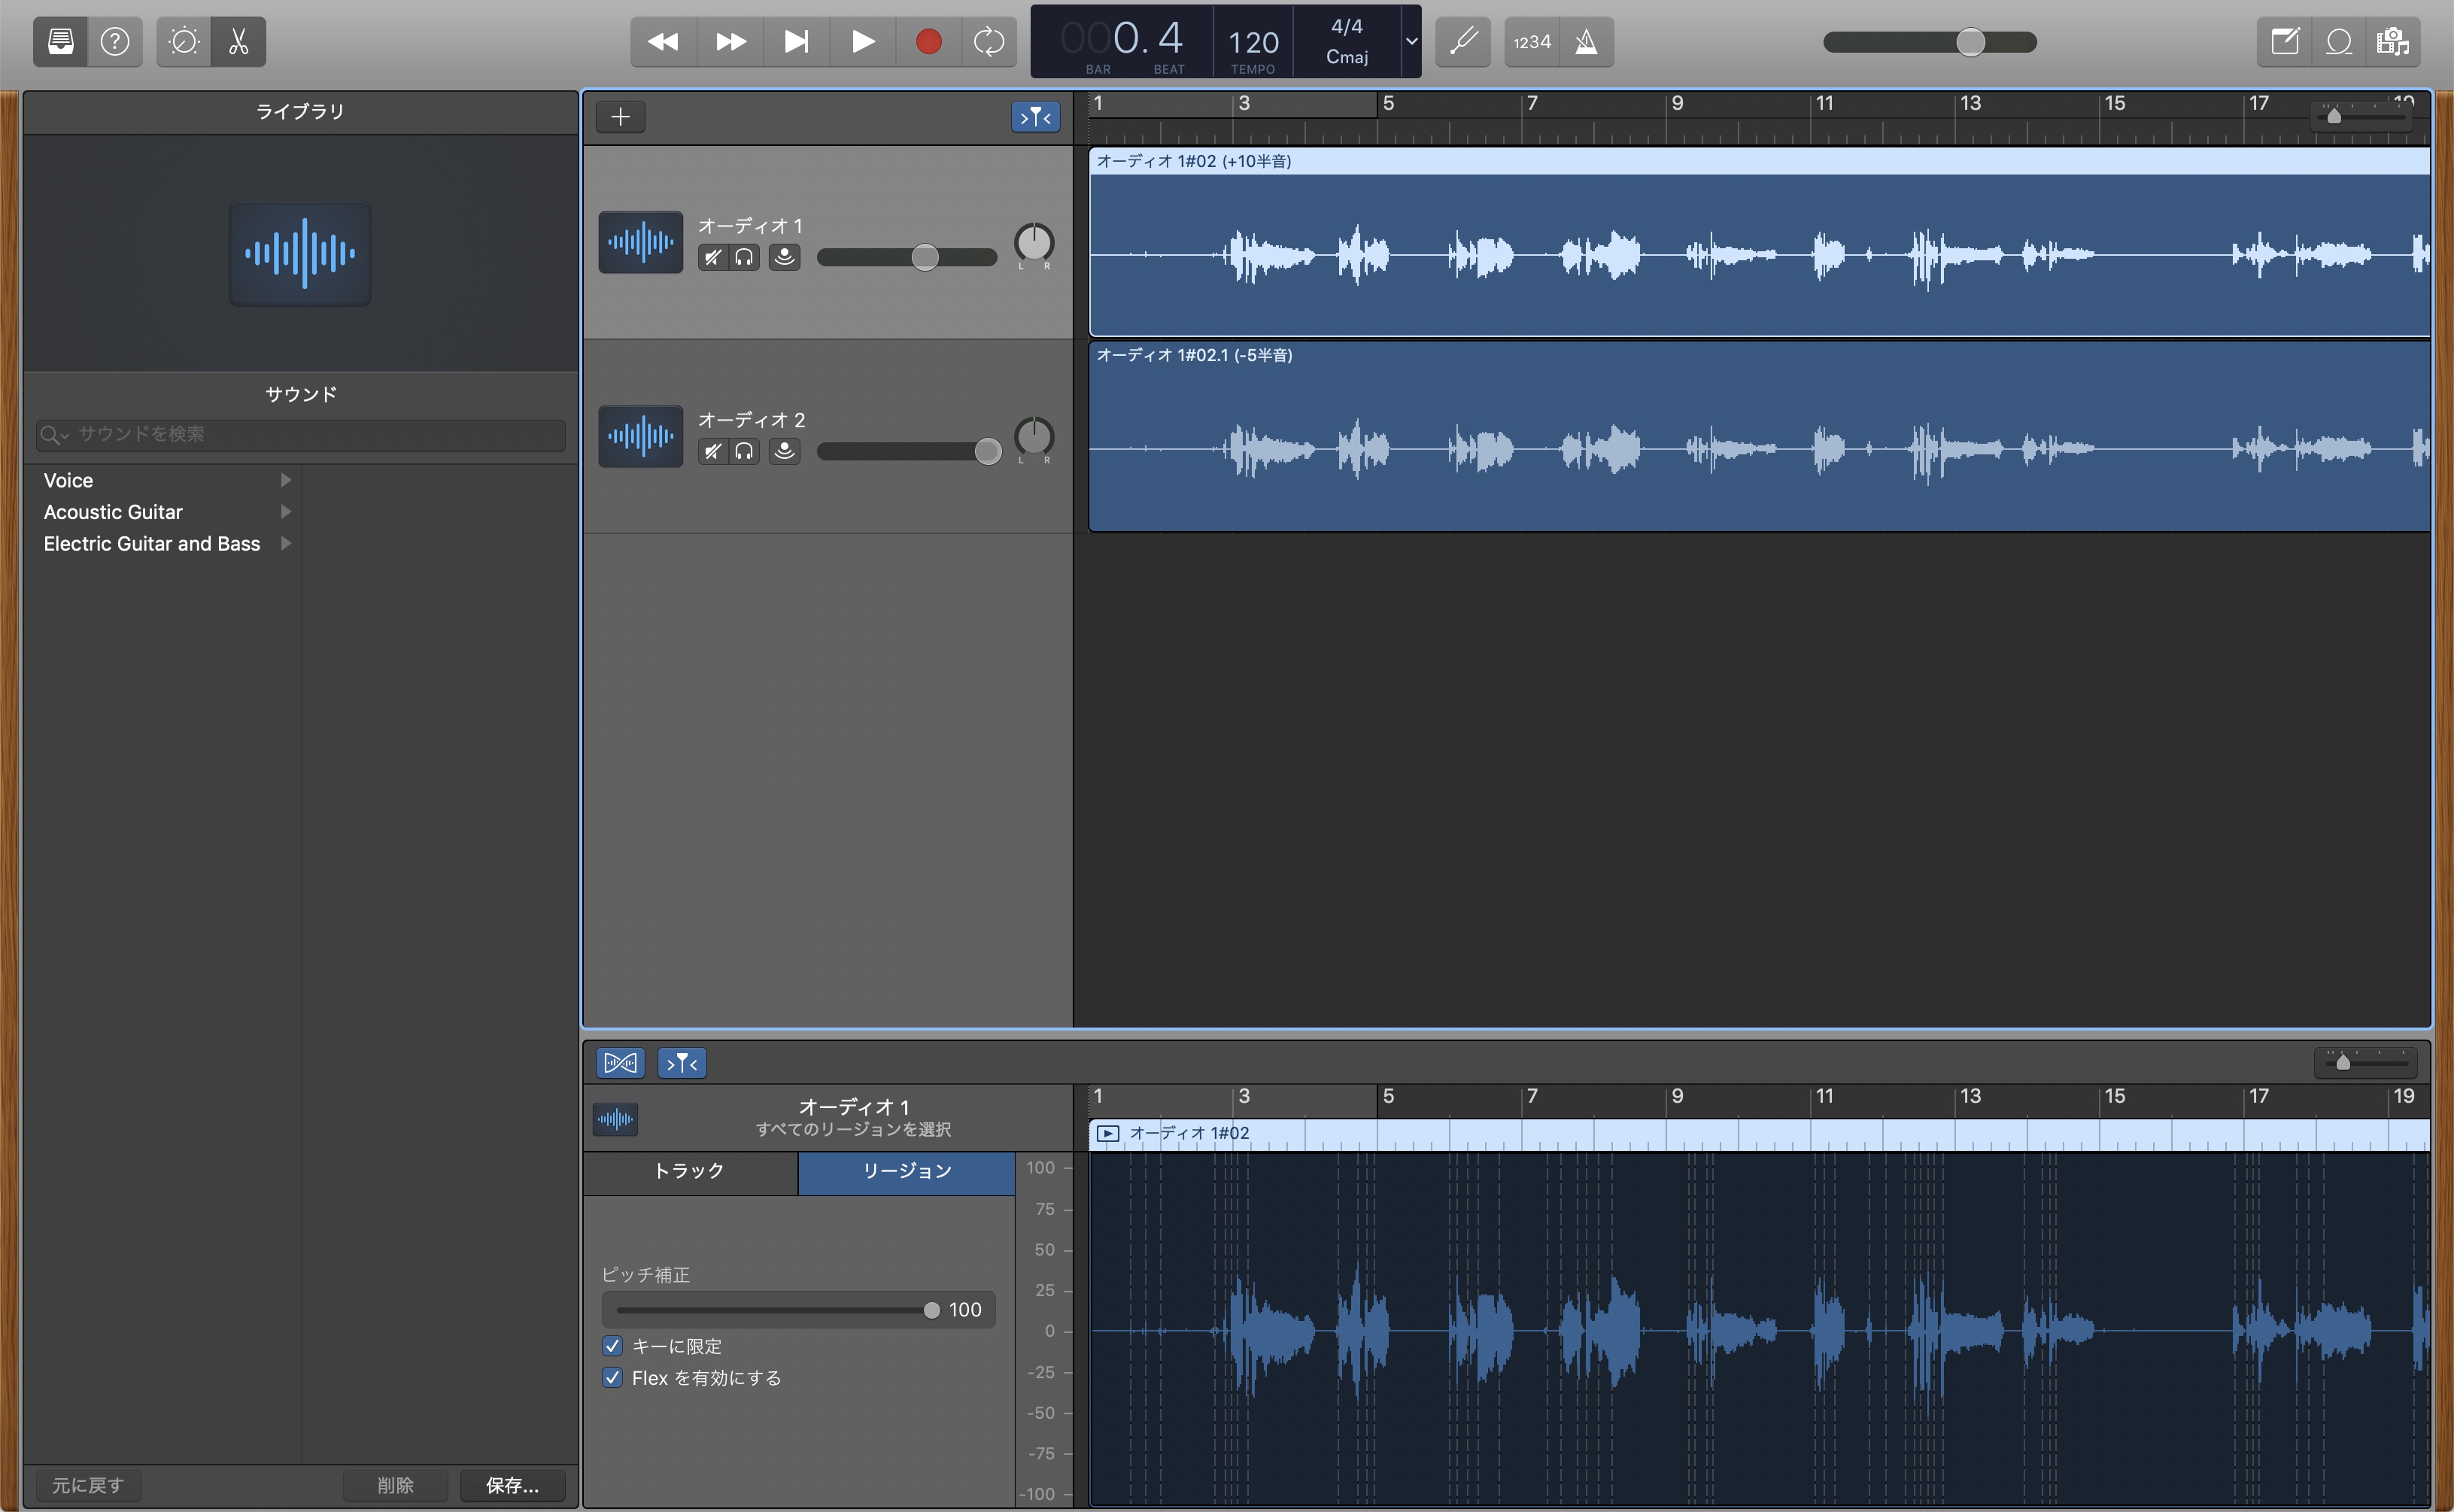 000.4
BAR
BEAT
120
TEMPO
4/4
Cmaj
1234
ライブラリ
サウンド
サウンドを検索
Voice
Acoustic Guitar
Electric Guitar and Bass
元に戻す
削除
保存...
1 3 5 7 9 11 13 15 17 19
オーディオ 1
L R
オーディオ 1#02 (+10半音)
オーディオ 2
L R
オーディオ 1#02.1 (-5半音)
オーディオ 1
すべてのリージョンを選択
トラック
リージョン
ピッチ補正
100
キーに限定
Flex を有効にする
1 3 5 7 9 11 13 15 17 19
オーディオ 1#02
100
75
50
25
0
-25
-50
-75
-100